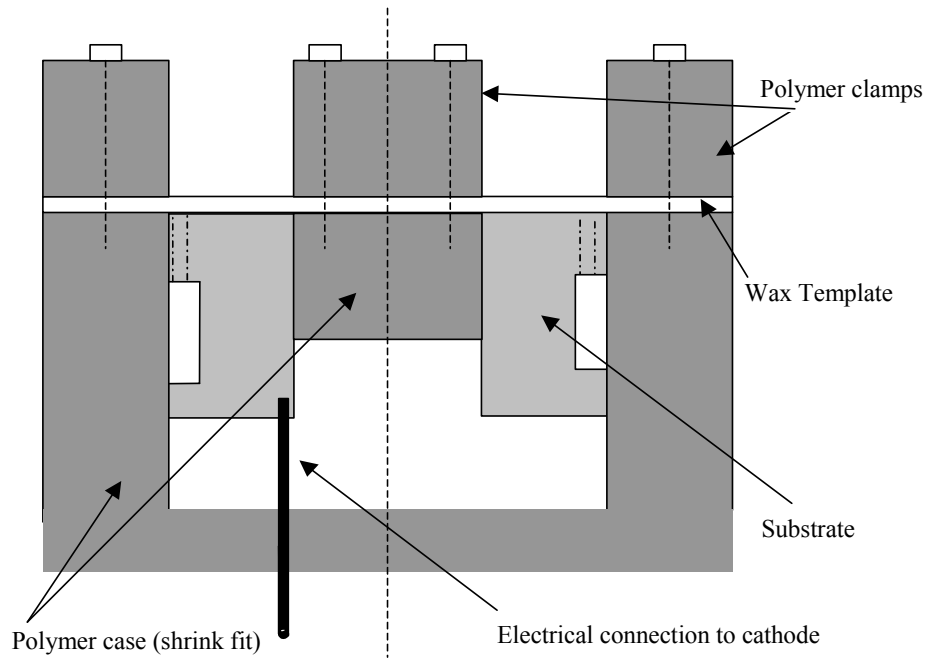 Polymer clamps
Wax Template
Substrate
Polymer case (shrink fit)
Electrical connection to cathode